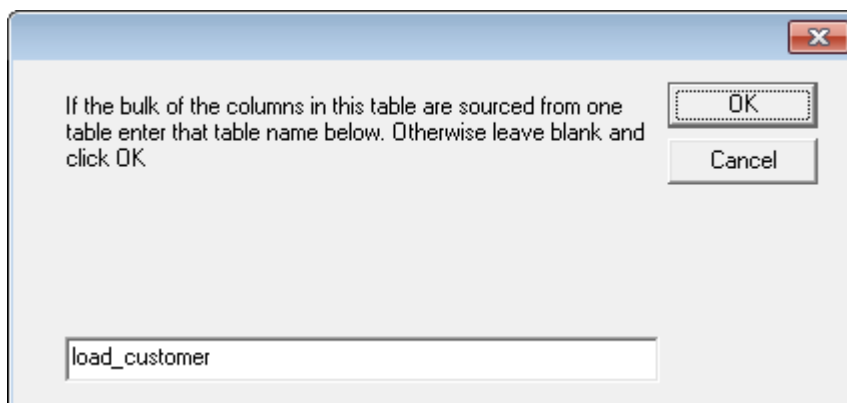 If the bulk of the columns in this table are sourced from one
table enter that table name below. Otherwise leave blank and
click OK
OK
Cancel
load_customer